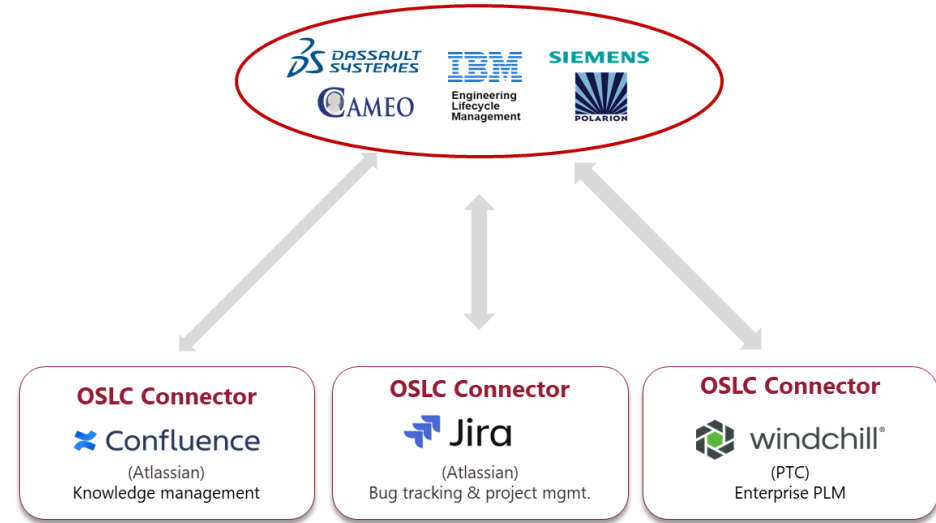 DASSAULT
SYSTEMES
CAMEO
IBM
Engineering
Lifecycle
Management
SIEMENS
POLARION
OSLC Connector
Confluence
(Atlassian)
Knowledge management
OSLC Connector
Jira
(Atlassian)
Bug tracking & project mgmt.
OSLC Connector
windchill®
(PTC)
Enterprise PLM